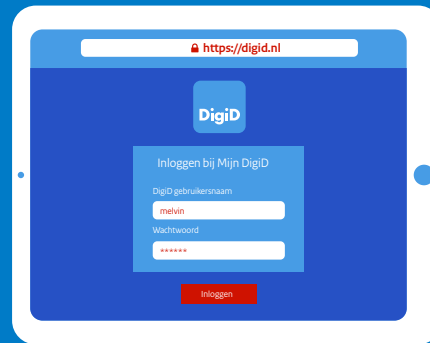 https://digid.nl
DigiD
Inloggen bij Mijn DigiD
DigiD gebruikersnaam
melvin
Wachtwoord
******
Inloggen